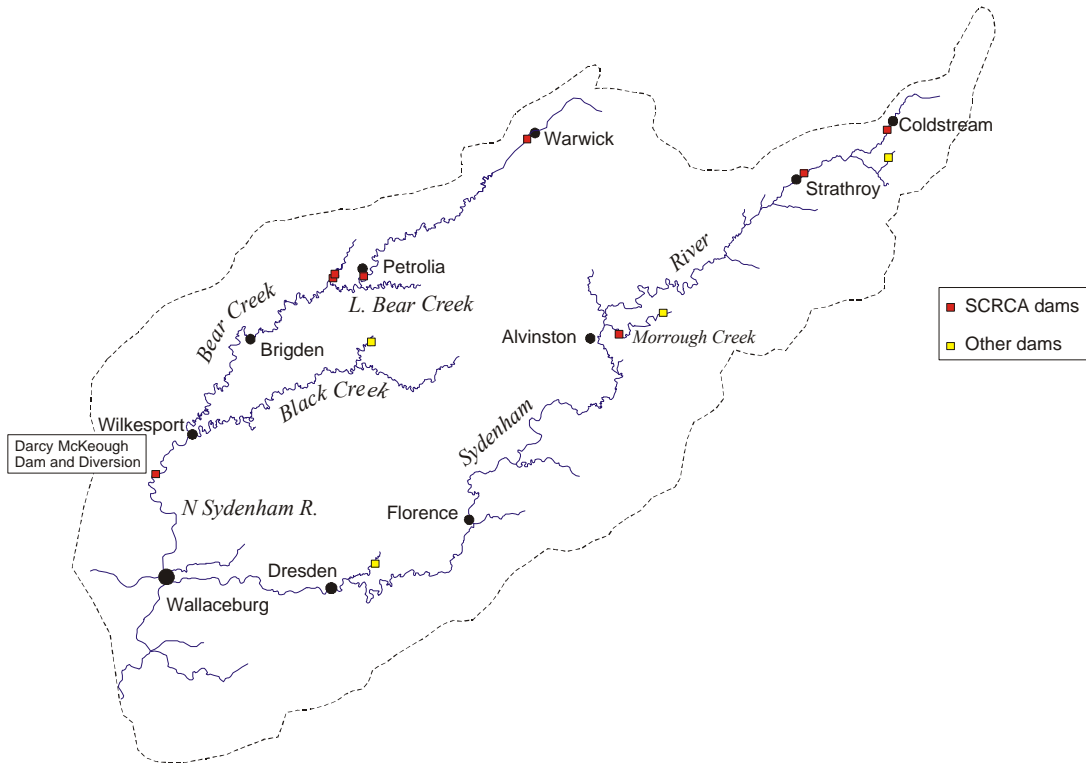 Coldstream
Warwick
Strathroy
River
Petrolia
L. Bear Creek
Bear Creek
SCRCA dams
Other dams
Alvinston
Morrough Creek
Brigden
Black Creek
Wilkesport
Sydenham
Darcy McKeough
Dam and Diversion
N Sydenham R.
Florence
Dresden
Wallaceburg